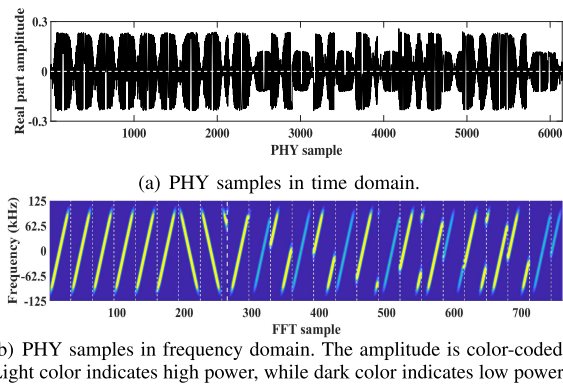 0.3
Real part amplitude
0
-0.3
1000 2000 3000 4000 5000 6000
PHY sample
(a) PHY samples in time domain.
125
62.5
0
-62.5
-125
Frequency (kHz)
100 200 300 400 500 600 700
FFT sample
b) PHY samples in frequency domain. The amplitude is color-coded
Light color indicates high power, while dark color indicates low power